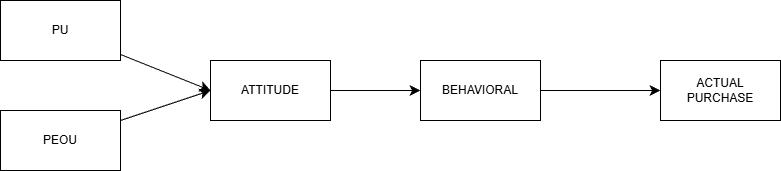 PU
PEOU
ATTITUDE
BEHAVIORAL
ACTUAL
PURCHASE